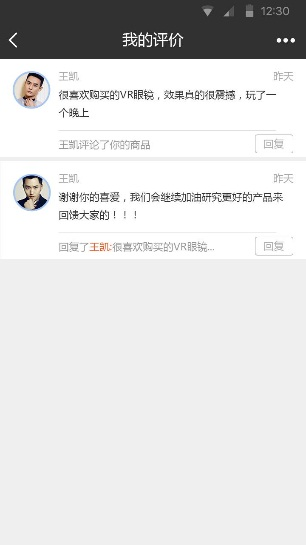 12:30
我的评价
王凯 昨天
很喜欢购买的VR眼镜，效果真的很震撼，玩了一
个晚上
王凯评论了你的商品 回复
王凯 昨天
谢谢你的喜爱，我们会继续加油研究更好的产品来
回馈大家的！！！
回复了王凯:很喜欢购买的VR眼镜... 回复